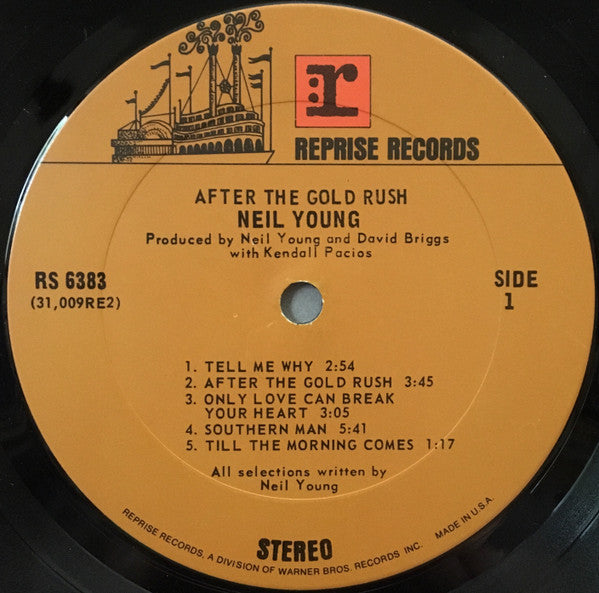 :r
REPRISE RECORDS
AFTER THE GOLD RUSH
NEIL YOUNG
Produced by Neil Young and David Briggs
with Kendall Pacios
RS 6383
(31,009RE2)
SIDE
1
1. TELL ME WHY 2:54
2. AFTER THE GOLD RUSH 3:45
3. ONLY LOVE CAN BREAK
YOUR HEART 3:05
4. SOUTHERN MAN 5:41
5. TILL THE MORNING COMES 1:17
All selections written by
Neil Young
STEREO
REPRISE RECORDS, A DIVISION OF WARNER BROS. RECORDS INC. MADE IN U.S.A.